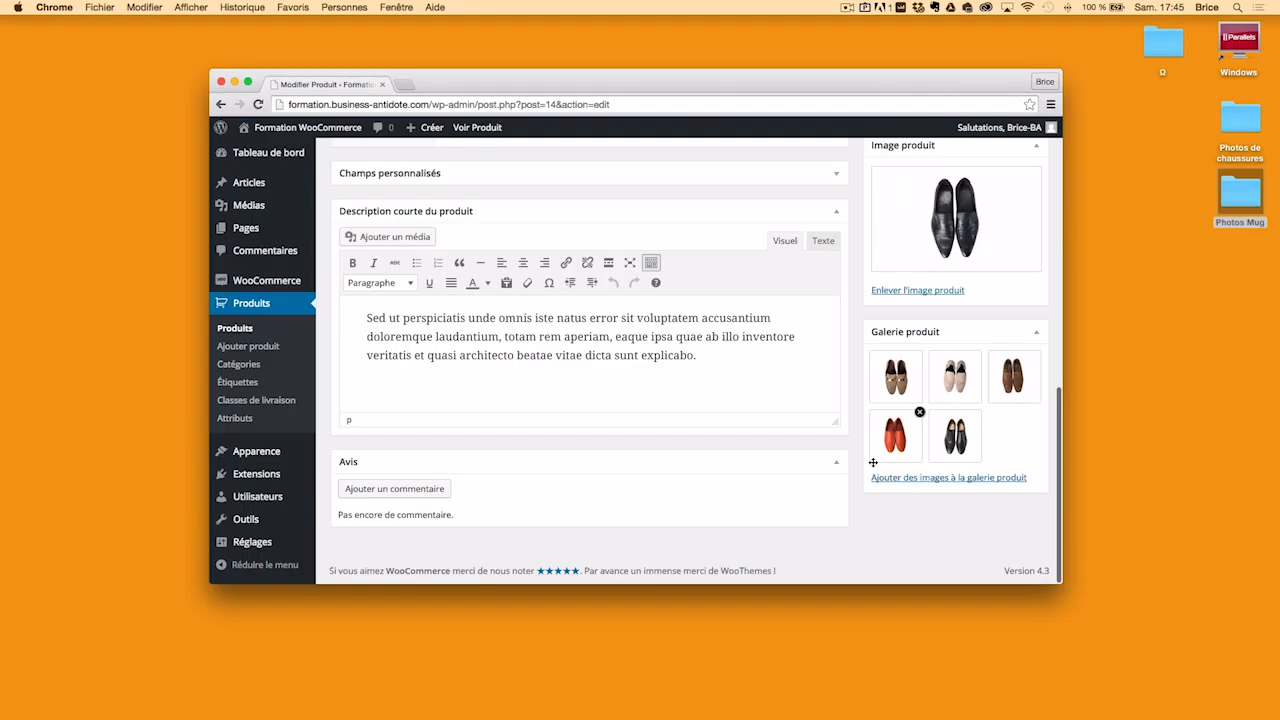 Chrome Fichier Modifier Afficher Historique Favoris Personnes Fenêtre Aide 1 100 % Sam. 17:45 Brice
Ω
Parallels
Windows
Photos de
chaussures
Photos Mug
Modifier Produit ‹ Formatio
Brice
formation.business-antidote.com/wp-admin/post.php?post=14&action=edit
Formation WooCommerce 0 Créer Voir Produit Salutations, Brice-BA
Tableau de bord
Articles
Médias
Pages
Commentaires
WooCommerce
Produits
Produits
Ajouter produit
Catégories
Étiquettes
Classes de livraison
Attributs
Apparence
Extensions
Utilisateurs
Outils
Réglages
Réduire le menu
Champs personnalisés
Description courte du produit
Ajouter un média
Visuel Texte
B I ABC
Paragraphe U A Ω
Sed ut perspiciatis unde omnis iste natus error sit voluptatem accusantium
doloremque laudantium, totam rem aperiam, eaque ipsa quae ab illo inventore
veritatis et quasi architecto beatae vitae dicta sunt explicabo.
p
Avis
Ajouter un commentaire
Pas encore de commentaire.
Image produit
Enlever l'image produit
Galerie produit
Ajouter des images à la galerie produit
Si vous aimez WooCommerce merci de nous noter ★★★★★. Par avance un immense merci de WooThemes !
Version 4.3